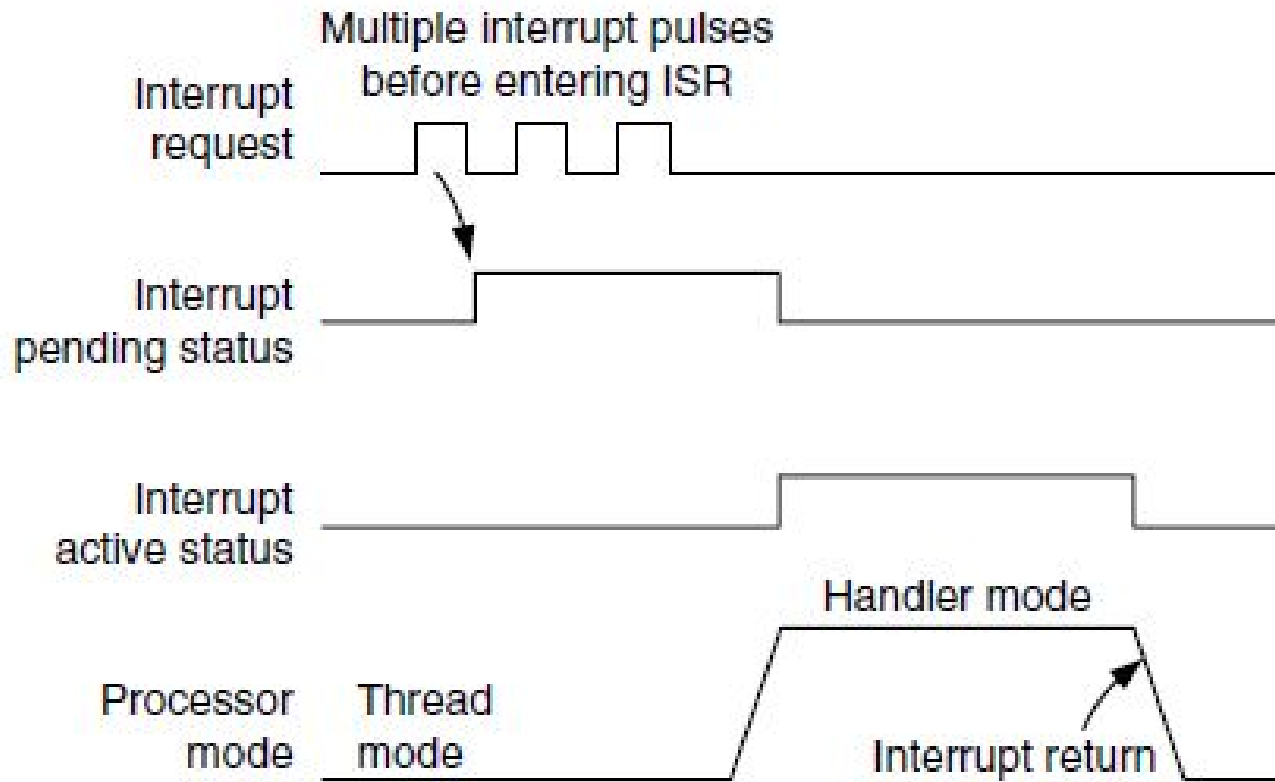 Multiple interrupt pulses
before entering ISR
Interrupt
request
Interrupt
pending status
Interrupt
active status
Handler mode
Processor
mode
Thread
mode
Interrupt return